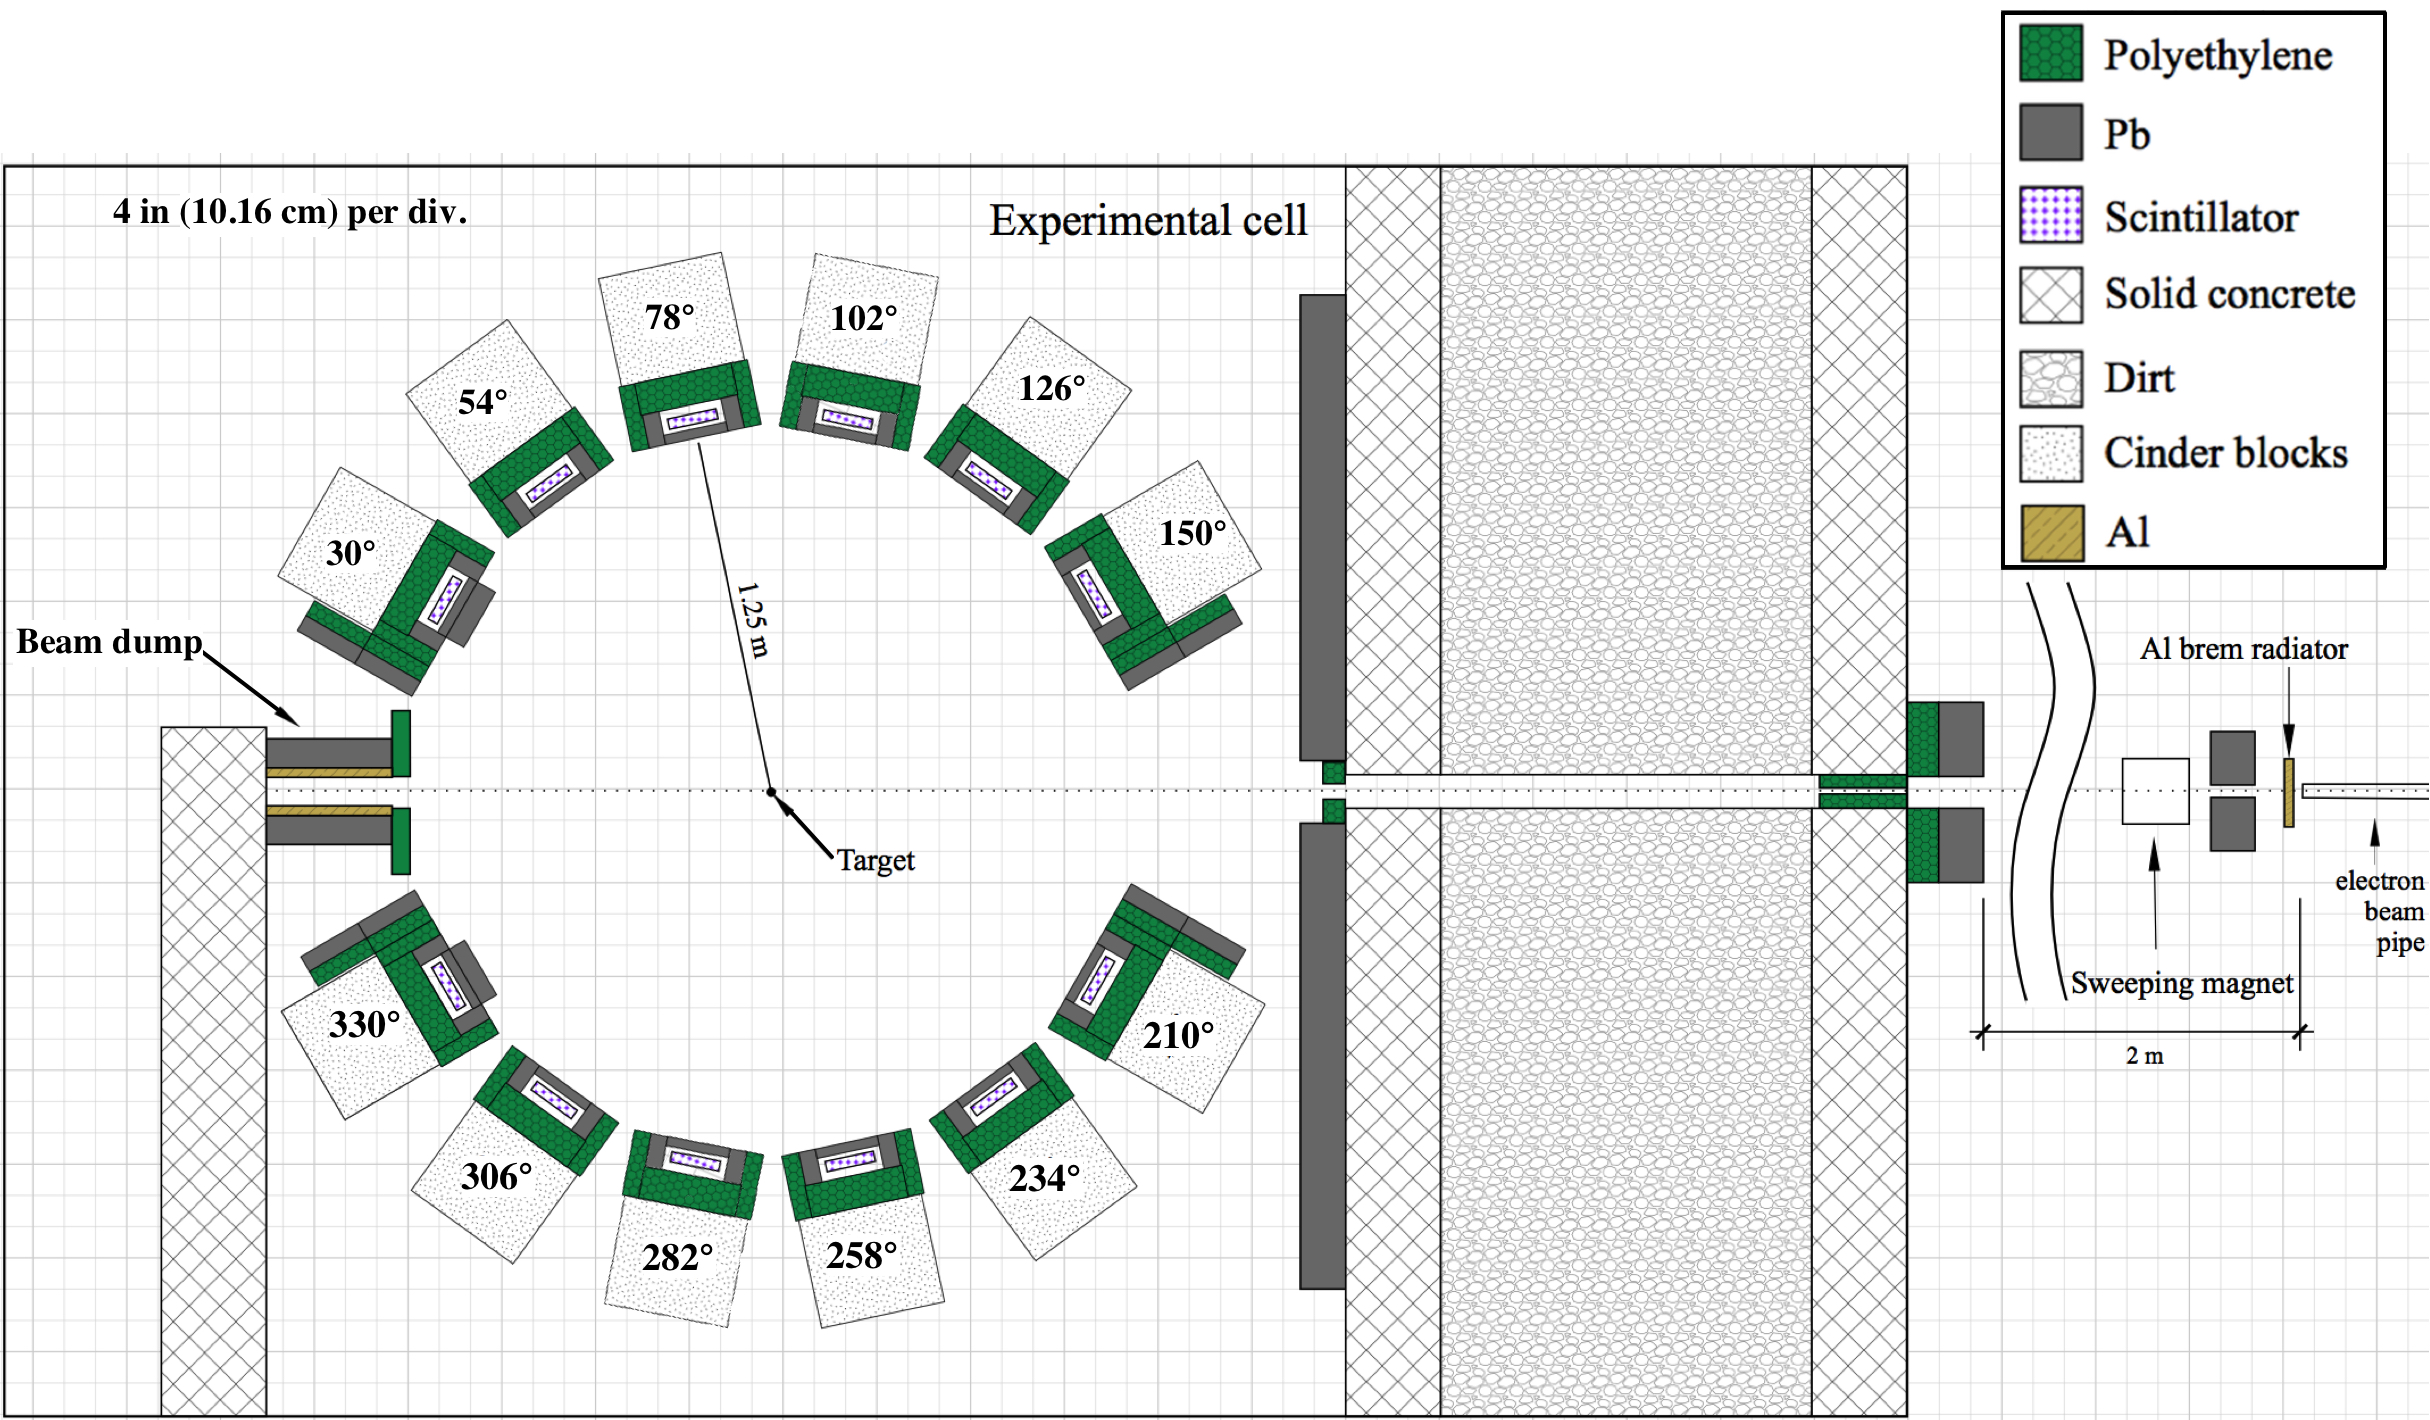 Polyethylene
Pb
Scintillator
Solid concrete
Dirt
Cinder blocks
Al
4 in (10.16 cm) per div.
Experimental cell
78°
102°
54°
126°
30°
150°
1.25 m
Beam dump
Al brem radiator
Target
electron
beam
pipe
Sweeping magnet
2 m
330°
210°
306°
234°
282°
258°